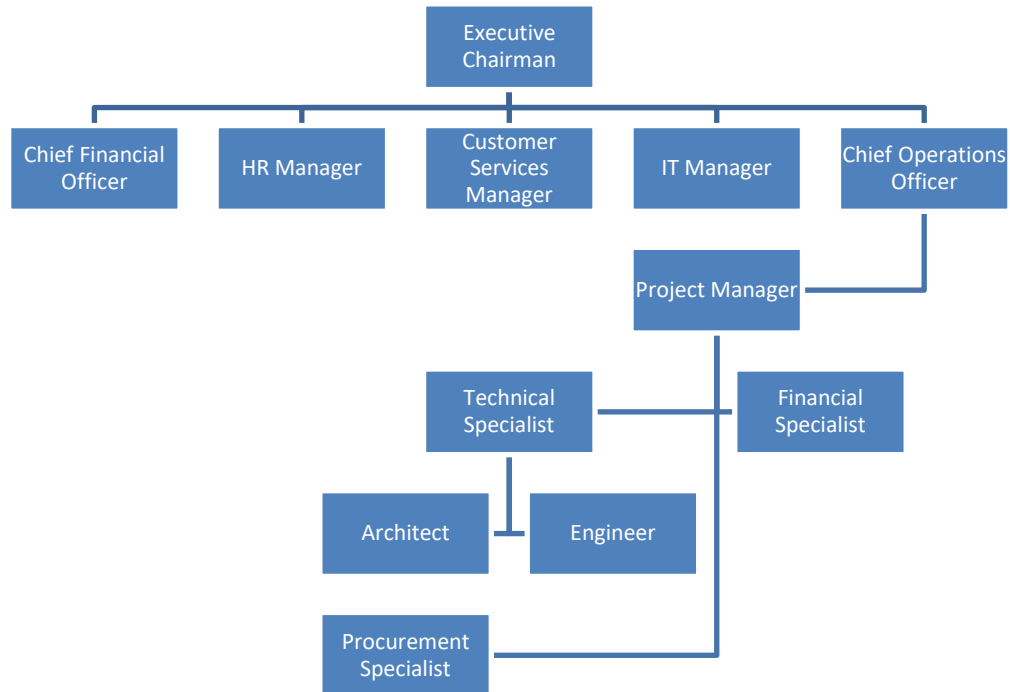 Executive
Chairman
Chief Financial
Officer
HR Manager
Customer
Services
Manager
IT Manager
Chief Operations
Officer
Project Manager
Technical
Specialist
Financial
Specialist
Architect
Engineer
Procurement
Specialist